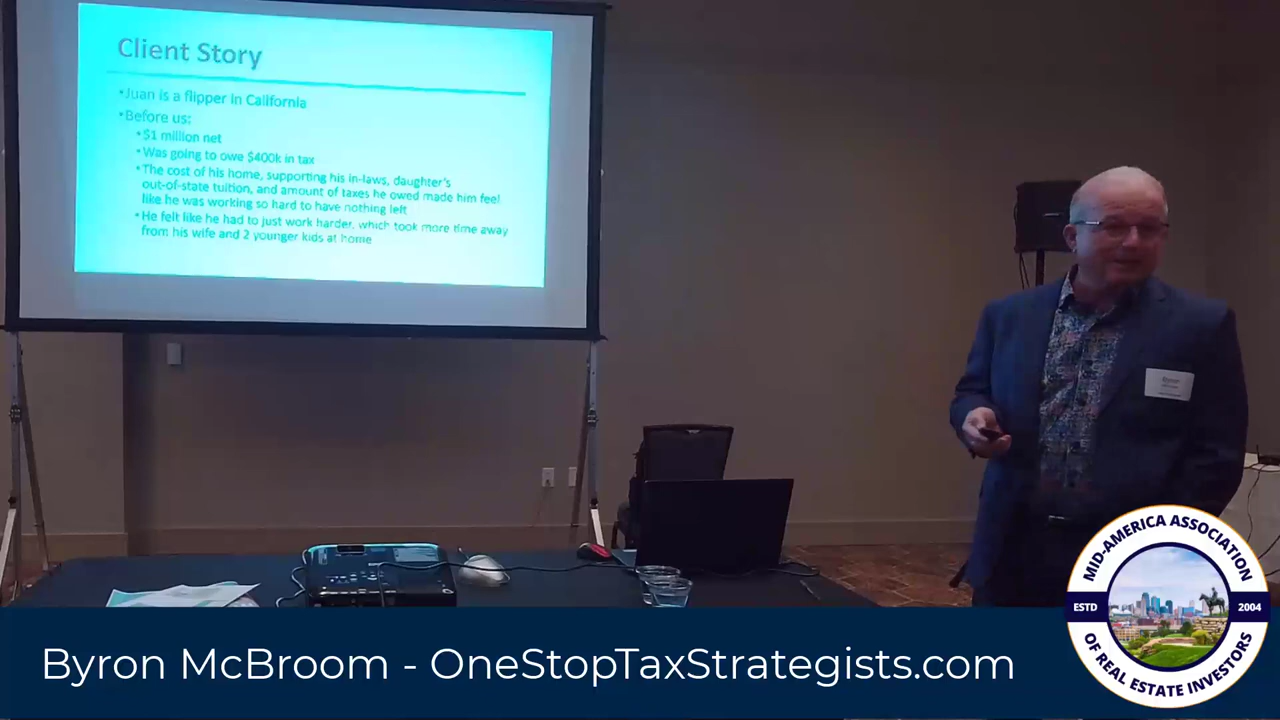 Client Story
•Juan is a flipper in California
•Before us:
•$1 million net
•Was going to owe $400k in tax
•The cost of his home, supporting his in-laws, daughter's
out-of-state tuition, and amount of taxes he owed made him feel
like he was working so hard to have nothing left
•He felt like he had to just work harder, which took more time away
from his wife and 2 younger kids at home
Byron McBroom - OneStopTaxStrategists.com
MID-AMERICA ASSOCIATION
ESTD 2004
OF REAL ESTATE INVESTORS